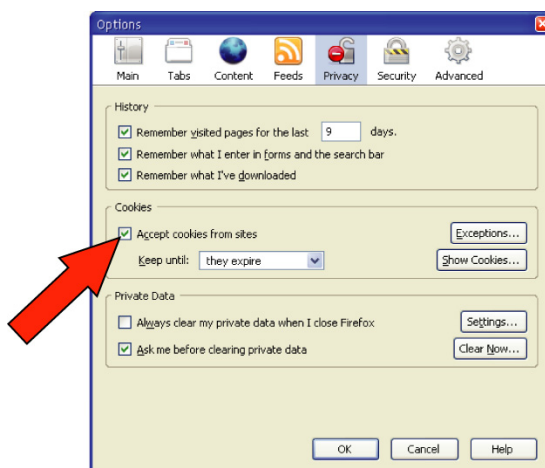 Options
Main Tabs Content Feeds Privacy Security Advanced
History
Remember visited pages for the last 9 days.
Remember what I enter in forms and the search bar
Remember what I've downloaded
Cookies
Accept cookies from sites Exceptions...
Keep until: they expire Show Cookies...
Private Data
Always clear my private data when I close Firefox Settings...
Ask me before clearing private data Clear Now...
OK Cancel Help